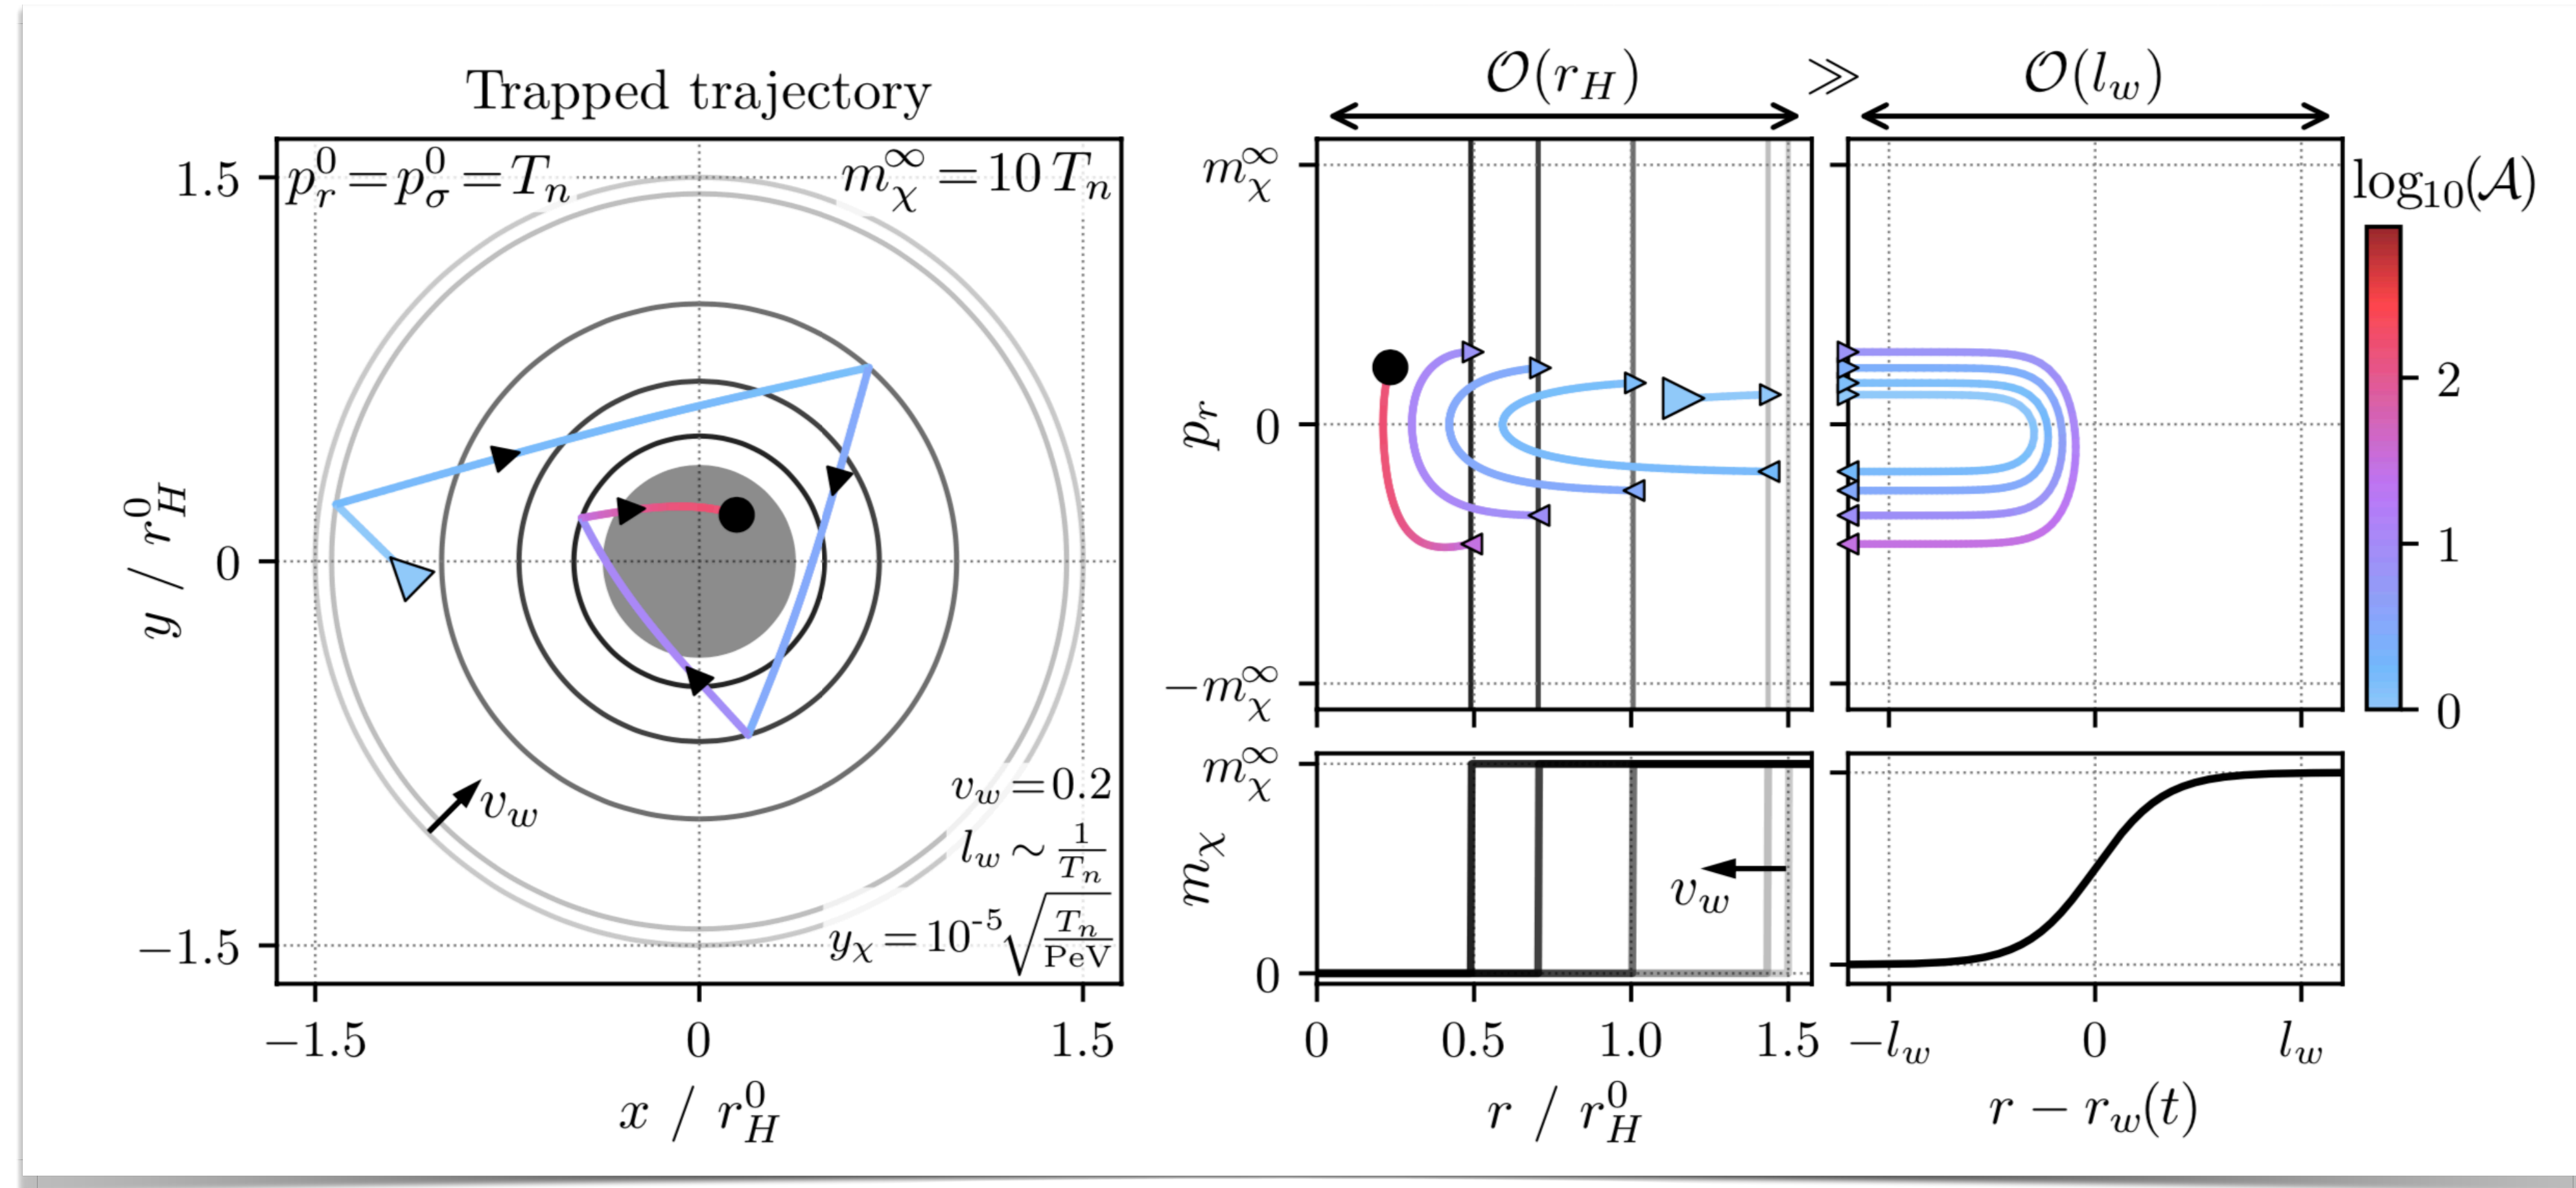 Trapped trajectory
p_r^0 = p_σ^0 = T_n
m_χ^∞ = 10 T_n
1.5
0
−1.5
y / r_H^0
v_w
v_w = 0.2
l_w ∼ 1/T_n
y_χ = 10^-5 √(T_n/PeV)
−1.5 0 1.5
x / r_H^0
𝒪(r_H) ≫ 𝒪(l_w)
m_χ^∞
0
−m_χ^∞
p_r
log_10(𝒜)
2
1
0
m_χ^∞
0
m_χ
v_w
0 0.5 1.0 1.5
r / r_H^0
−l_w 0 l_w
r − r_w(t)